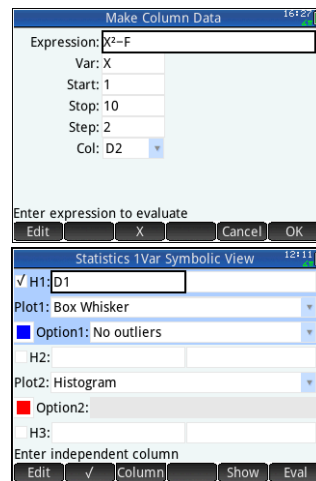 Make Column Data 16:27
Expression: X²−F
Var: X
Start: 1
Stop: 10
Step: 2
Col: D2
Enter expression to evaluate
Edit X Cancel OK
Statistics 1Var Symbolic View 12:11
√ H1: D1
Plot1: Box Whisker
Option1: No outliers
H2:
Plot2: Histogram
Option2:
H3:
Enter independent column
Edit √ Column Show Eval